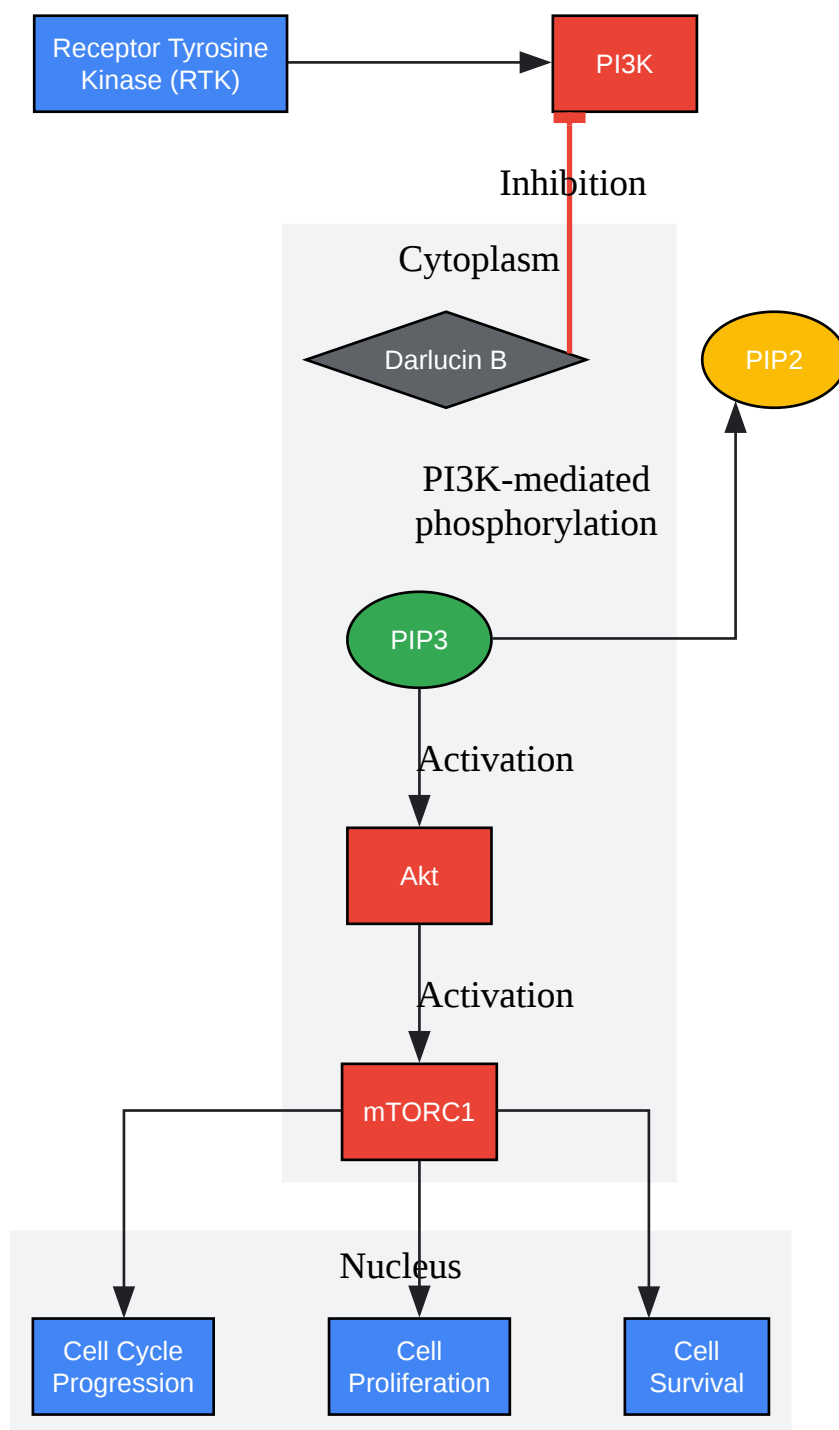 Receptor Tyrosine
Kinase (RTK)
PI3K
Inhibition
Cytoplasm
Darlucin B
PIP2
PI3K-mediated
phosphorylation
PIP3
Activation
Akt
Activation
mTORC1
Nucleus
Cell Cycle
Progression
Cell
Proliferation
Cell
Survival